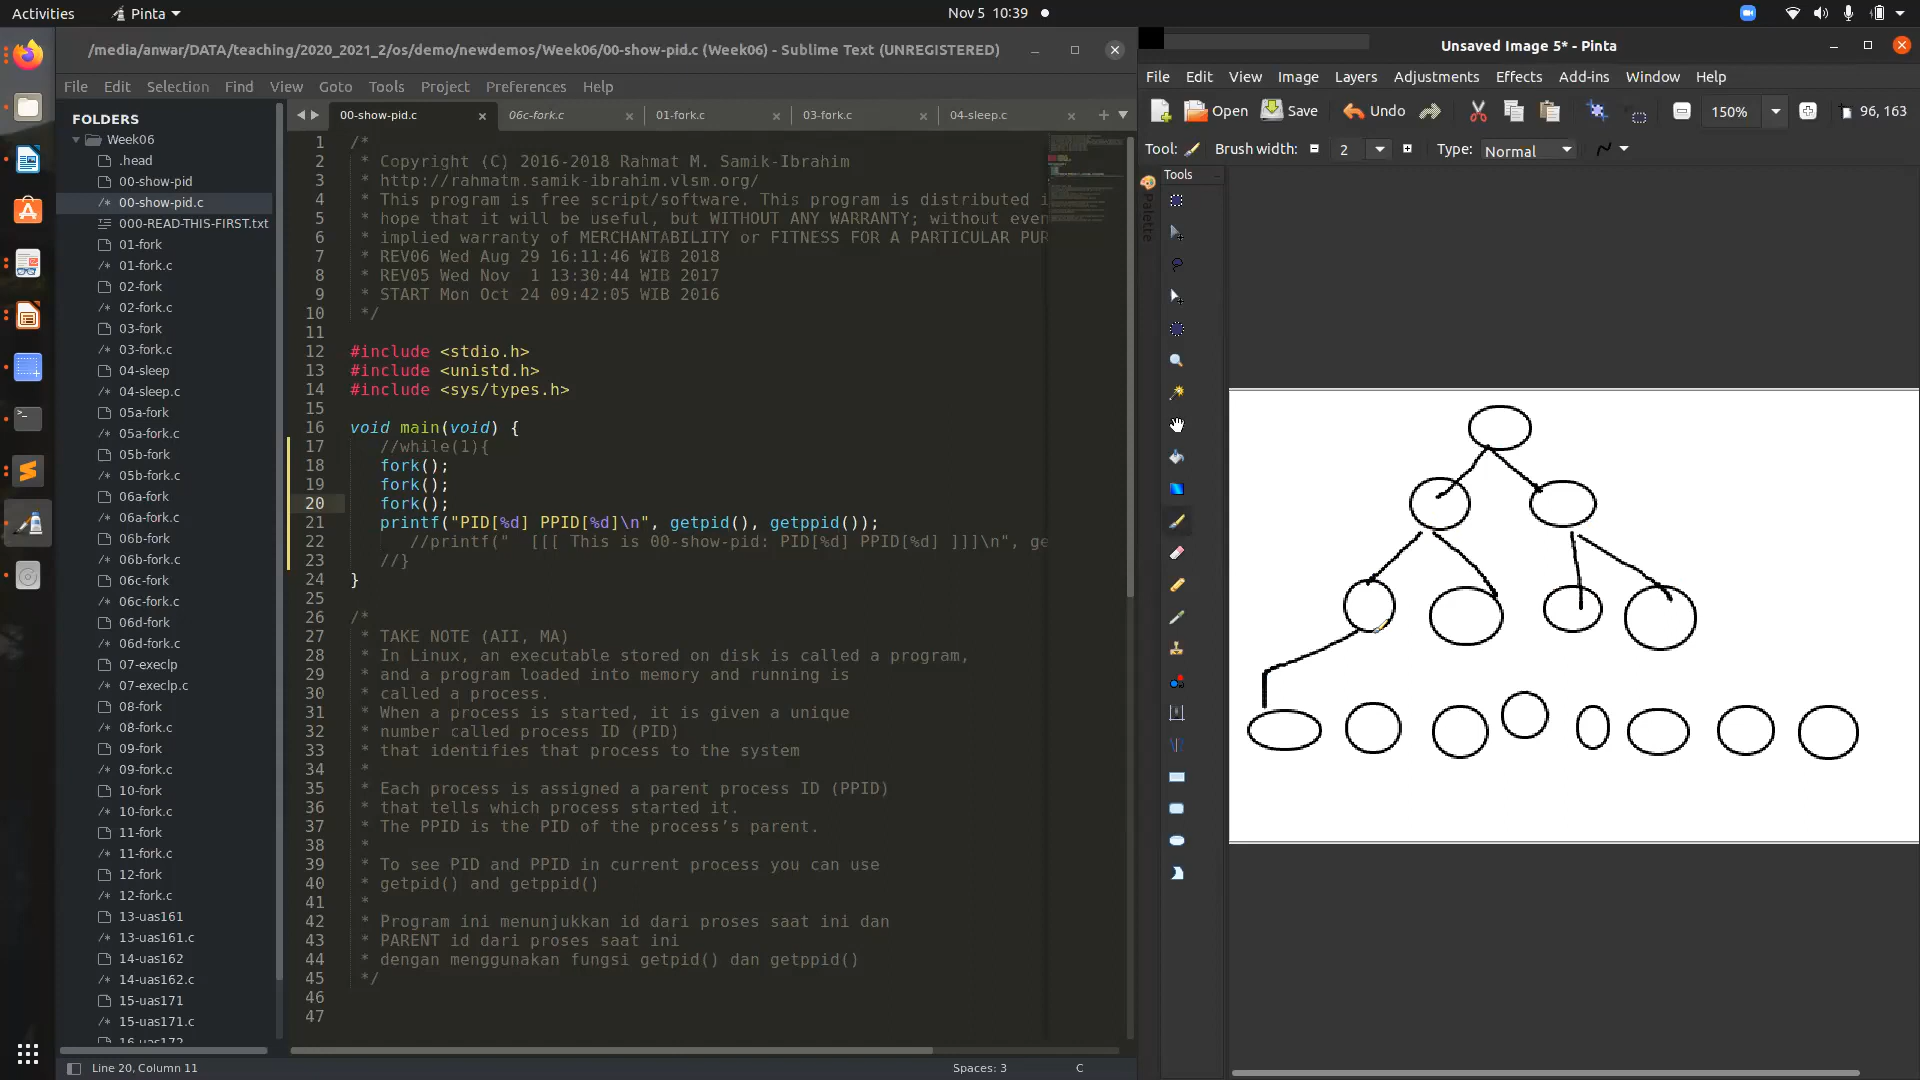 Activities
Pinta
Nov 5 10:39
/media/anwar/DATA/teaching/2020_2021_2/os/demo/newdemos/Week06/00-show-pid.c (Week06) - Sublime Text (UNREGISTERED)
File Edit Selection Find View Goto Tools Project Preferences Help
FOLDERS
Week06
.head
00-show-pid
00-show-pid.c
000-READ-THIS-FIRST.txt
01-fork
01-fork.c
02-fork
02-fork.c
03-fork
03-fork.c
04-sleep
04-sleep.c
05a-fork
05a-fork.c
05b-fork
05b-fork.c
06a-fork
06a-fork.c
06b-fork
06b-fork.c
06c-fork
06c-fork.c
06d-fork
06d-fork.c
07-execlp
07-execlp.c
08-fork
08-fork.c
09-fork
09-fork.c
10-fork
10-fork.c
11-fork
11-fork.c
12-fork
12-fork.c
13-uas161
13-uas161.c
14-uas162
14-uas162.c
15-uas171
15-uas171.c
16-uas172
00-show-pid.c 06c-fork.c 01-fork.c 03-fork.c 04-sleep.c
1 /*
2 * Copyright (C) 2016-2018 Rahmat M. Samik-Ibrahim
3 * http://rahmatm.samik-ibrahim.vlsm.org/
4 * This program is free script/software. This program is distributed i
5 * hope that it will be useful, but WITHOUT ANY WARRANTY; without even
6 * implied warranty of MERCHANTABILITY or FITNESS FOR A PARTICULAR PUR
7 * REV06 Wed Aug 29 16:11:46 WIB 2018
8 * REV05 Wed Nov  1 13:30:44 WIB 2017
9 * START Mon Oct 24 09:42:05 WIB 2016
10 */
11
12 #include <stdio.h>
13 #include <unistd.h>
14 #include <sys/types.h>
15
16 void main(void) {
17 //while(1){
18 fork();
19 fork();
20 fork();
21 printf("PID[%d] PPID[%d]\n", getpid(), getppid());
22 //printf("  [[[ This is 00-show-pid: PID[%d] PPID[%d] ]]]\n", ge
23 //}
24 }
25
26 /*
27 * TAKE NOTE (AII, MA)
28 * In Linux, an executable stored on disk is called a program,
29 * and a program loaded into memory and running is
30 * called a process.
31 * When a process is started, it is given a unique
32 * number called process ID (PID)
33 * that identifies that process to the system
34 *
35 * Each process is assigned a parent process ID (PPID)
36 * that tells which process started it.
37 * The PPID is the PID of the process’s parent.
38 *
39 * To see PID and PPID in current process you can use
40 * getpid() and getppid()
41 *
42 * Program ini menunjukkan id dari proses saat ini dan
43 * PARENT id dari proses saat ini
44 * dengan menggunakan fungsi getpid() dan getppid()
45 */
46
47
Line 20, Column 11
Spaces: 3
C
Unsaved Image 5* - Pinta
File Edit View Image Layers Adjustments Effects Add-ins Window Help
Open Save Undo 150% 96, 163
Tool: Brush width: 2 Type: Normal
Tools
Palette